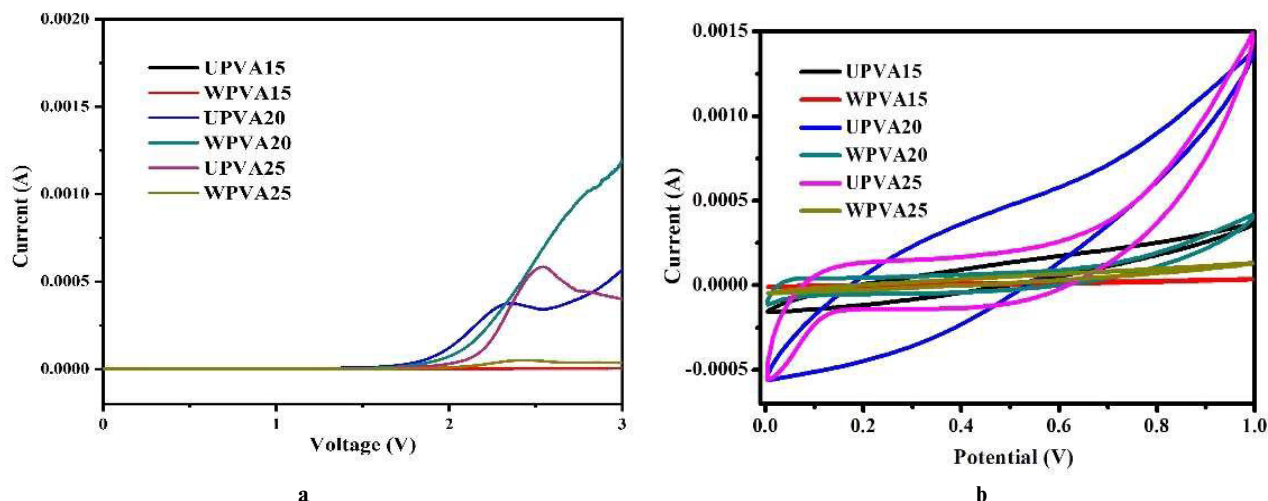 0.0020
0.0015
0.0010
0.0005
0.0000
Currrent (A)
UPVA15
WPVA15
UPVA20
WPVA20
UPVA25
WPVA25
0 1 2 3
Voltage (V)
a
0.0015
0.0010
0.0005
0.0000
-0.0005
Current (A)
UPVA15
WPVA15
UPVA20
WPVA20
UPVA25
WPVA25
0.0 0.2 0.4 0.6 0.8 1.0
Potential (V)
b